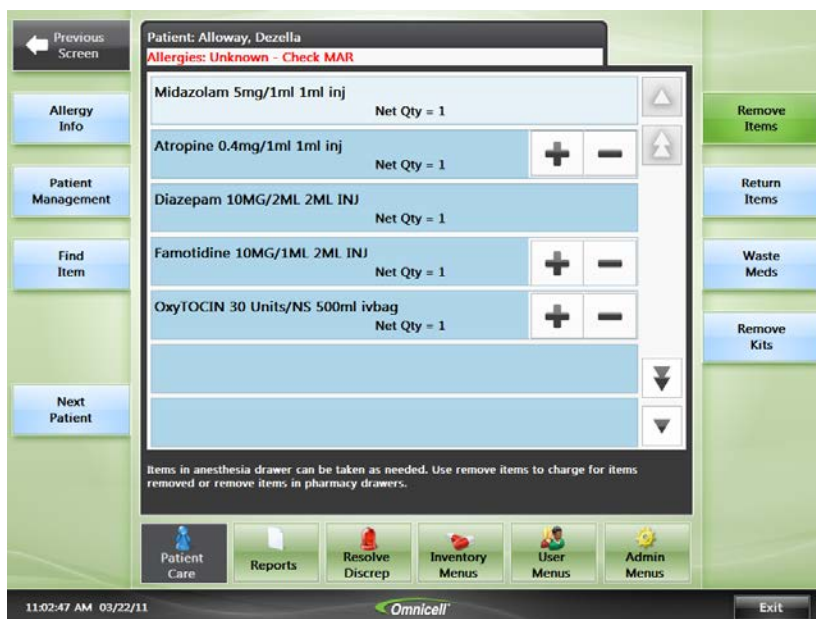 Previous
Screen
Patient: Alloway, Dezella
Allergies: Unknown - Check MAR
Allergy
Info
Patient
Management
Find
Item
Next
Patient
Midazolam 5mg/1ml 1ml inj
Net Qty = 1
Atropine 0.4mg/1ml 1ml inj
Net Qty = 1
Diazepam 10MG/2ML 2ML INJ
Net Qty = 1
Famotidine 10MG/1ML 2ML INJ
Net Qty = 1
OxyTOCIN 30 Units/NS 500ml ivbag
Net Qty = 1
Remove
Items
Return
Items
Waste
Meds
Remove
Kits
Items in anesthesia drawer can be taken as needed. Use remove items to charge for items
removed or remove items in pharmacy drawers.
Patient
Care
Reports
Resolve
Discrep
Inventory
Menus
User
Menus
Admin
Menus
11:02:47 AM 03/22/11
Omnicell
Exit